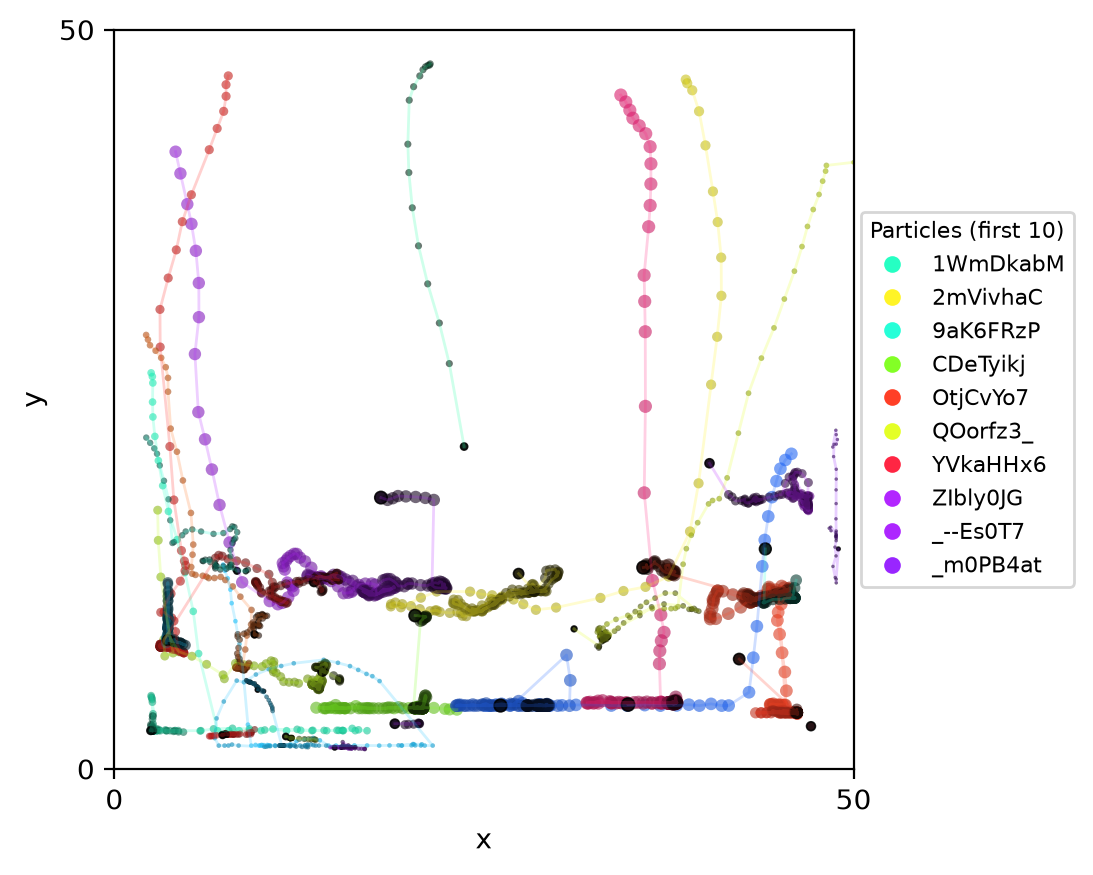 50
y
0
0
50
x
Particles (first 10)
1WmDkabM
2mVivhaC
9aK6FRzP
CDeTyikj
OtjCvYo7
QOorfz3_
YVkaHHx6
ZIbly0JG
_--Es0T7
_m0PB4at